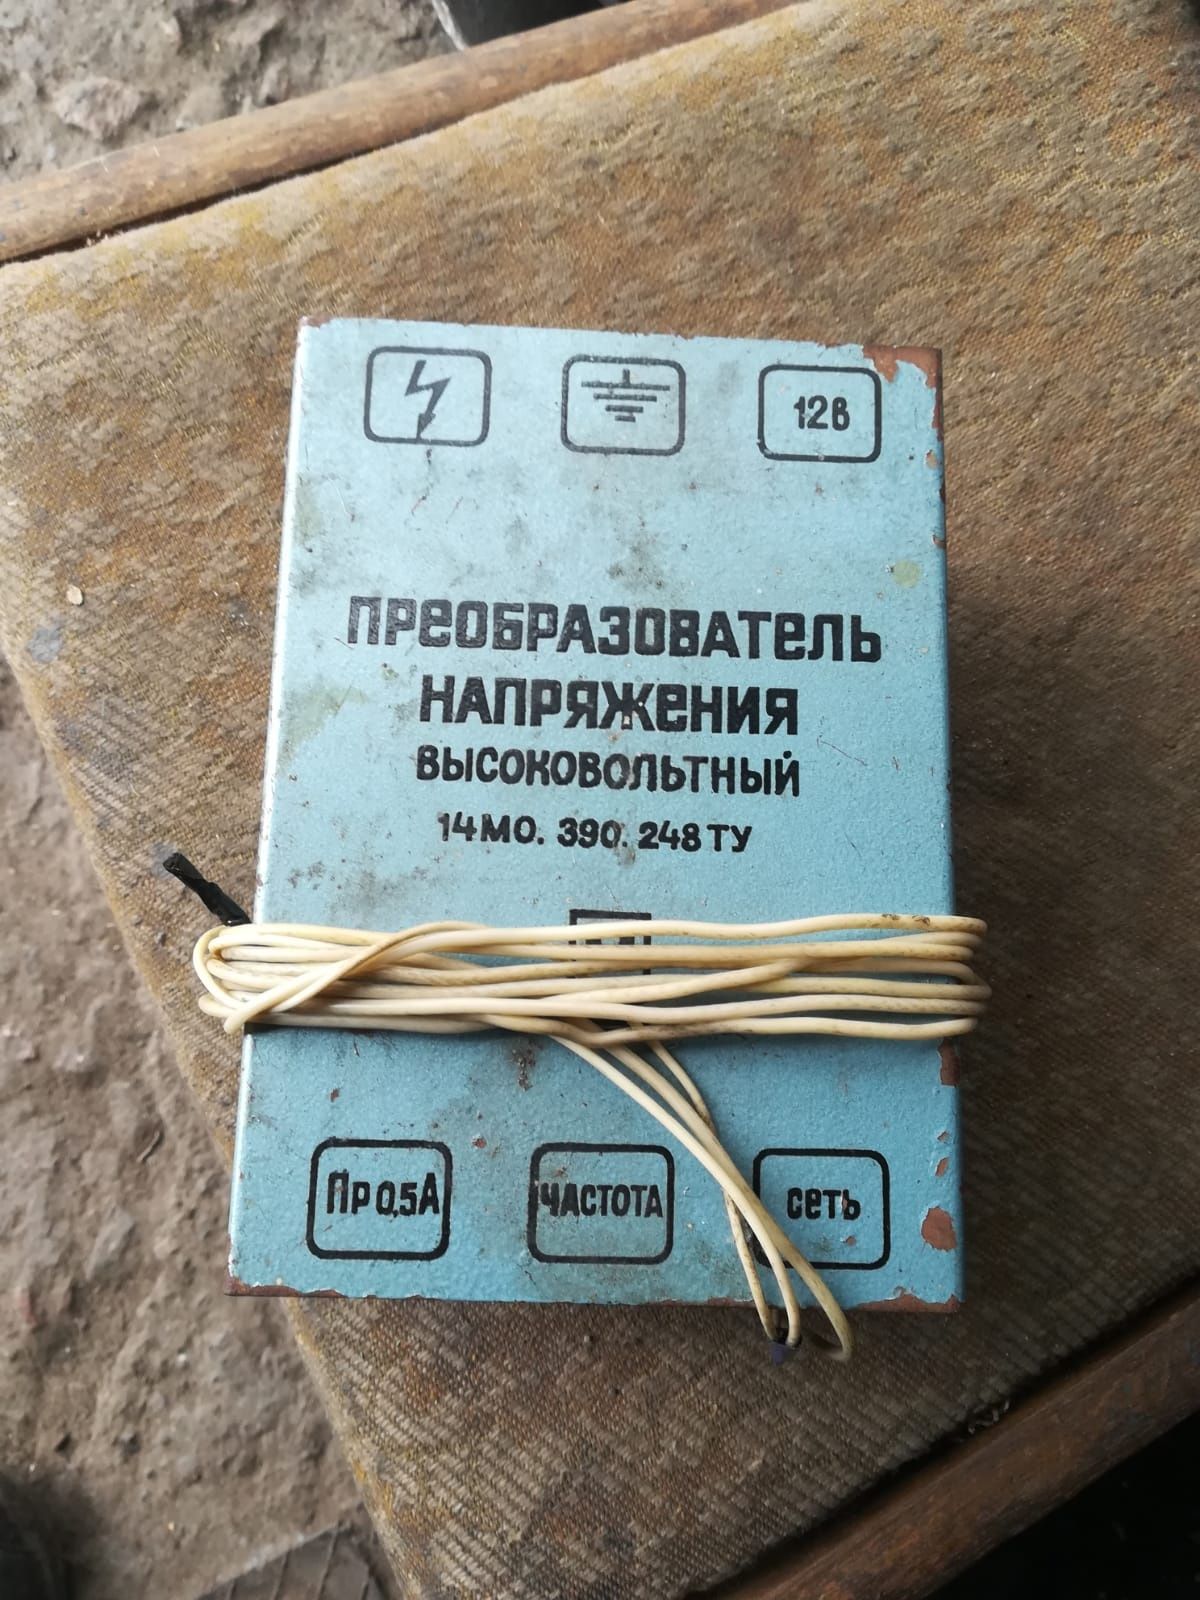 12в
ПРеОБРАЗОВАТеЛЬ
НАПРЯЖеНИЯ
ВЫСОКОВОЛЬТНЫЙ
14МО. 390. 248 ТУ
Пр 0,5А
ЧАСТОТА
сеть